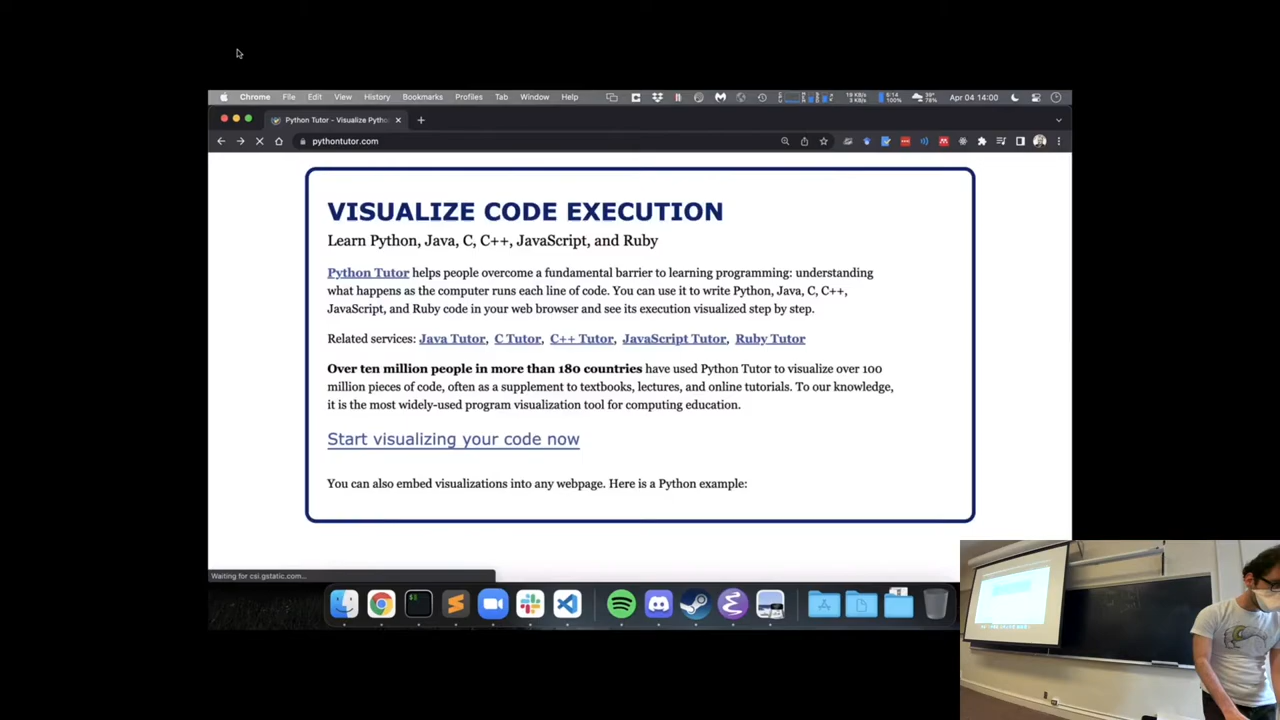 Chrome File Edit View History Bookmarks Profiles Tab Window Help
Apr 04 14:00
Python Tutor - Visualize Pytho
pythontutor.com
VISUALIZE CODE EXECUTION
Learn Python, Java, C, C++, JavaScript, and Ruby
Python Tutor helps people overcome a fundamental barrier to learning programming: understanding
what happens as the computer runs each line of code. You can use it to write Python, Java, C, C++,
JavaScript, and Ruby code in your web browser and see its execution visualized step by step.
Related services: Java Tutor, C Tutor, C++ Tutor, JavaScript Tutor, Ruby Tutor
Over ten million people in more than 180 countries have used Python Tutor to visualize over 100
million pieces of code, often as a supplement to textbooks, lectures, and online tutorials. To our knowledge,
it is the most widely-used program visualization tool for computing education.
Start visualizing your code now
You can also embed visualizations into any webpage. Here is a Python example:
Waiting for csi.gstatic.com...